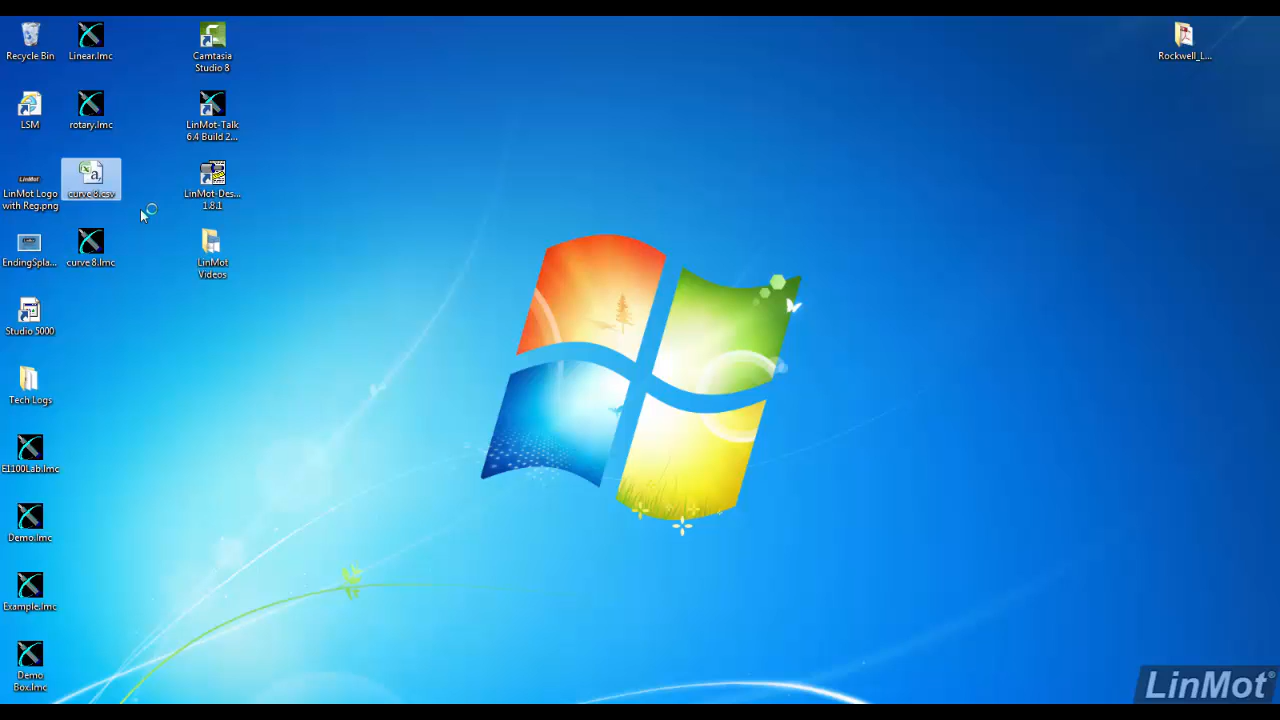 Recycle Bin
Linear.lmc
Camtasia
Studio 8
Rockwell_L...
LSM
rotary.lmc
LinMot-Talk
6.4 Build 2...
LinMot Logo
with Reg.png
curve 8.csv
LinMot-Des...
1.8.1
EndingSpla...
curve 8.lmc
LinMot
Videos
Studio 5000
Tech Logs
E1100Lab.lmc
Demo.lmc
Example.lmc
Demo
Box.lmc
LinMot®